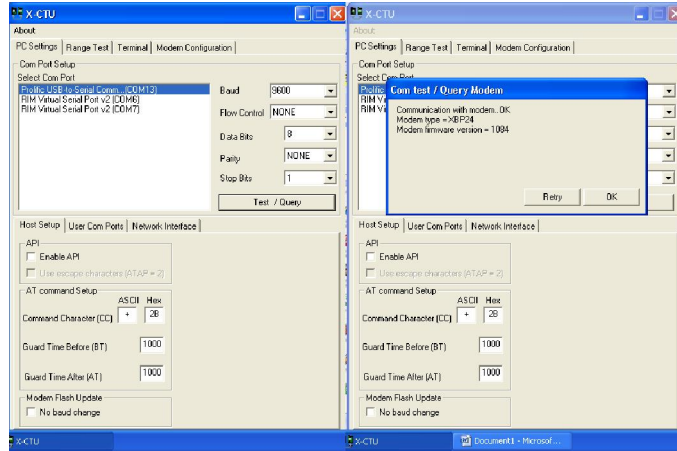 X-CTU
About
PC Settings Range Test Terminal Modem Configuration
Com Port Setup
Select Com Port
Prolific USB-to-Serial Comm... (COM13)
RIM Virtual Serial Port v2 (COM6)
RIM Virtual Serial Port v2 (COM7)
Baud 9600
Flow Control NONE
Data Bits 8
Parity NONE
Stop Bits 1
Test / Query
Host Setup User Com Ports Network Interface
API
Enable API
Use escape characters (ATAP = 2)
AT command Setup
ASCII Hex
Command Character (CC) + 2B
Guard Time Before (BT) 1000
Guard Time After (AT) 1000
Modem Flash Update
No baud change
X-CTU
X-CTU
About
PC Settings Range Test Terminal Modem Configuration
Com Port Setup
Select Com Port
Prolific
RIM Vi
RIM Vi
Com test / Query Modem
Communication with modem..OK
Modem type = XBP24
Modem firmware version = 1084
Retry OK
Host Setup User Com Ports Network Interface
API
Enable API
Use escape characters (ATAP = 2)
AT command Setup
ASCII Hex
Command Character (CC) + 2B
Guard Time Before (BT) 1000
Guard Time After (AT) 1000
Modem Flash Update
No baud change
X-CTU
Document1 - Microsof...